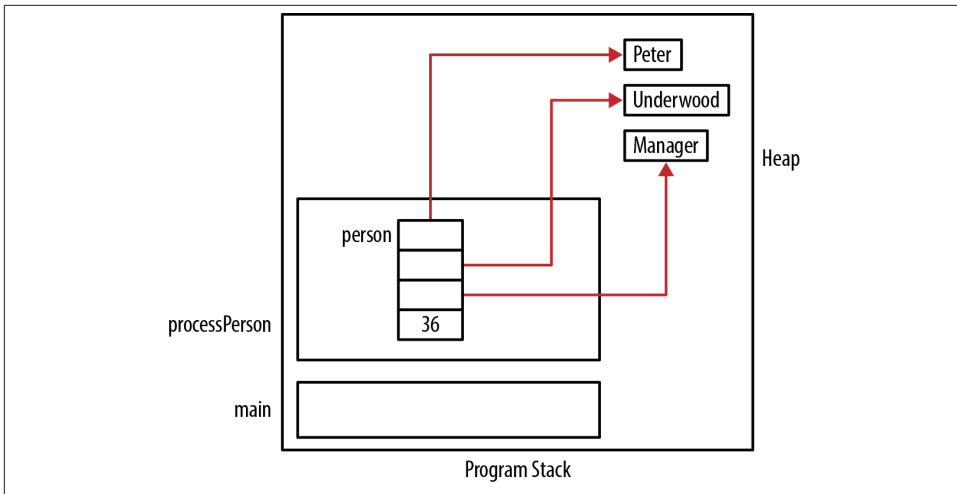 Peter
Underwood
Manager
Heap
person
processPerson
36
main
Program Stack